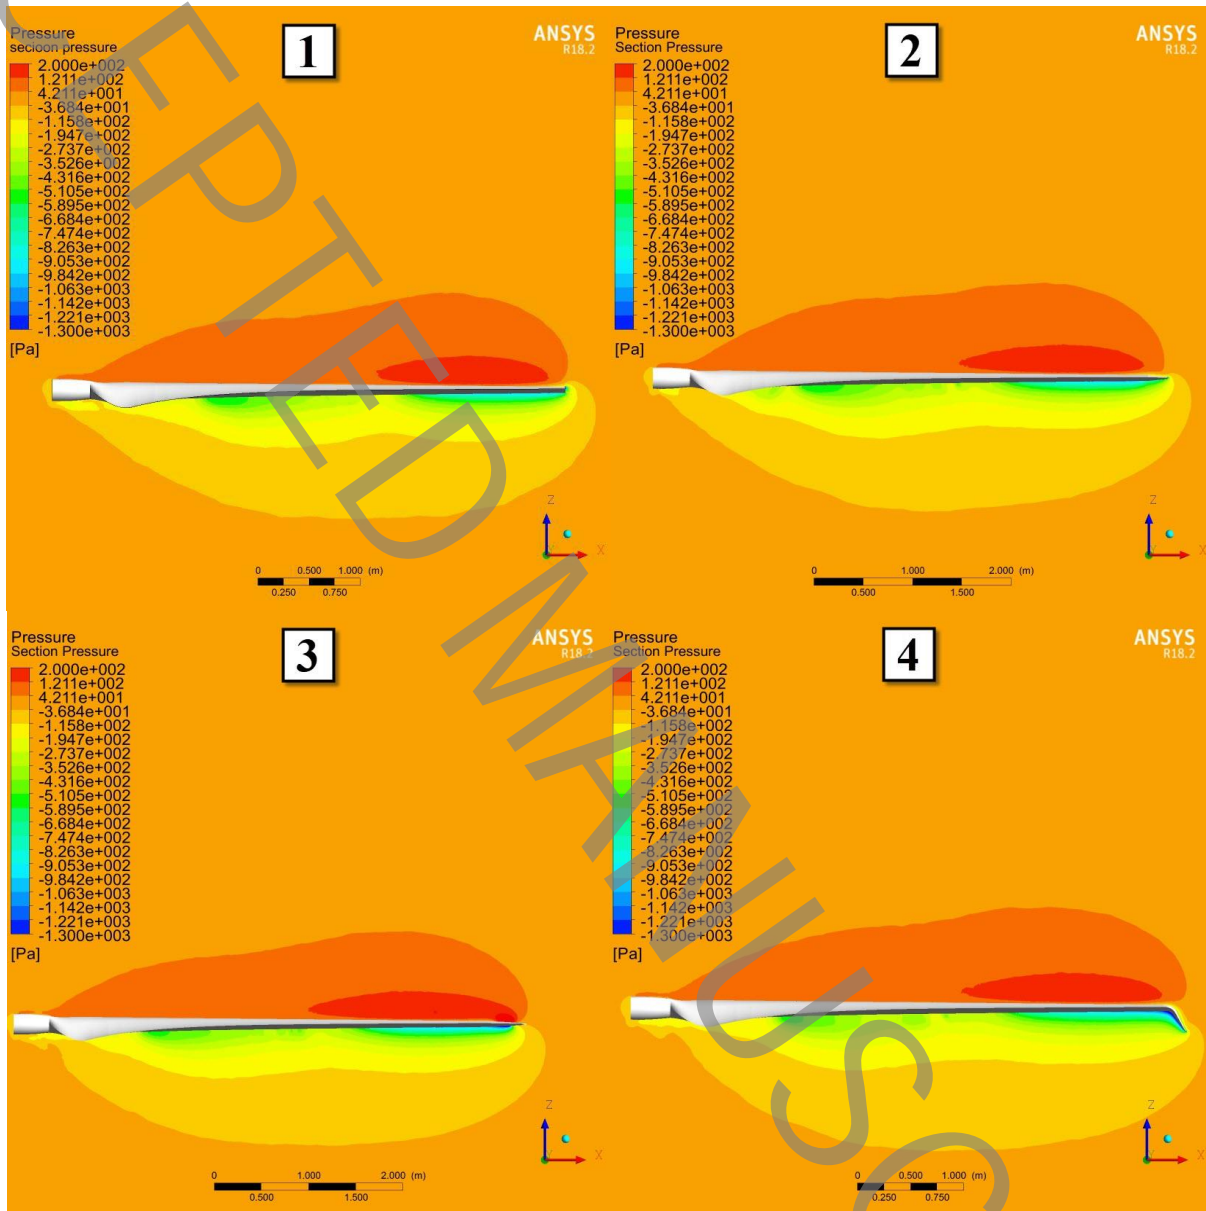 Pressure
section pressure
2.000e+002
1.211e+002
4.211e+001
-3.684e+001
-1.158e+002
-1.947e+002
-2.737e+002
-3.526e+002
-4.316e+002
-5.105e+002
-5.895e+002
-6.684e+002
-7.474e+002
-8.263e+002
-9.053e+002
-9.842e+002
-1.063e+003
-1.142e+003
-1.221e+003
-1.300e+003
[Pa]
1
ANSYS
R18.2
Z
X
0 0.500 1.000 (m)
0.250 0.750
Pressure
Section Pressure
2.000e+002
1.211e+002
4.211e+001
-3.684e+001
-1.158e+002
-1.947e+002
-2.737e+002
-3.526e+002
-4.316e+002
-5.105e+002
-5.895e+002
-6.684e+002
-7.474e+002
-8.263e+002
-9.053e+002
-9.842e+002
-1.063e+003
-1.142e+003
-1.221e+003
-1.300e+003
[Pa]
2
ANSYS
R18.2
Z
X
0 1.000 2.000 (m)
0.500 1.500
Pressure
Section Pressure
2.000e+002
1.211e+002
4.211e+001
-3.684e+001
-1.158e+002
-1.947e+002
-2.737e+002
-3.526e+002
-4.316e+002
-5.105e+002
-5.895e+002
-6.684e+002
-7.474e+002
-8.263e+002
-9.053e+002
-9.842e+002
-1.063e+003
-1.142e+003
-1.221e+003
-1.300e+003
[Pa]
3
ANSYS
R18.2
Z
X
0 1.000 2.000 (m)
0.500 1.500
Pressure
Section Pressure
2.000e+002
1.211e+002
4.211e+001
-3.684e+001
-1.158e+002
-1.947e+002
-2.737e+002
-3.526e+002
-4.316e+002
-5.105e+002
-5.895e+002
-6.684e+002
-7.474e+002
-8.263e+002
-9.053e+002
-9.842e+002
-1.063e+003
-1.142e+003
-1.221e+003
-1.300e+003
[Pa]
4
ANSYS
R18.2
Z
X
0 0.500 1.000 (m)
0.250 0.750
EPTED MANUSC